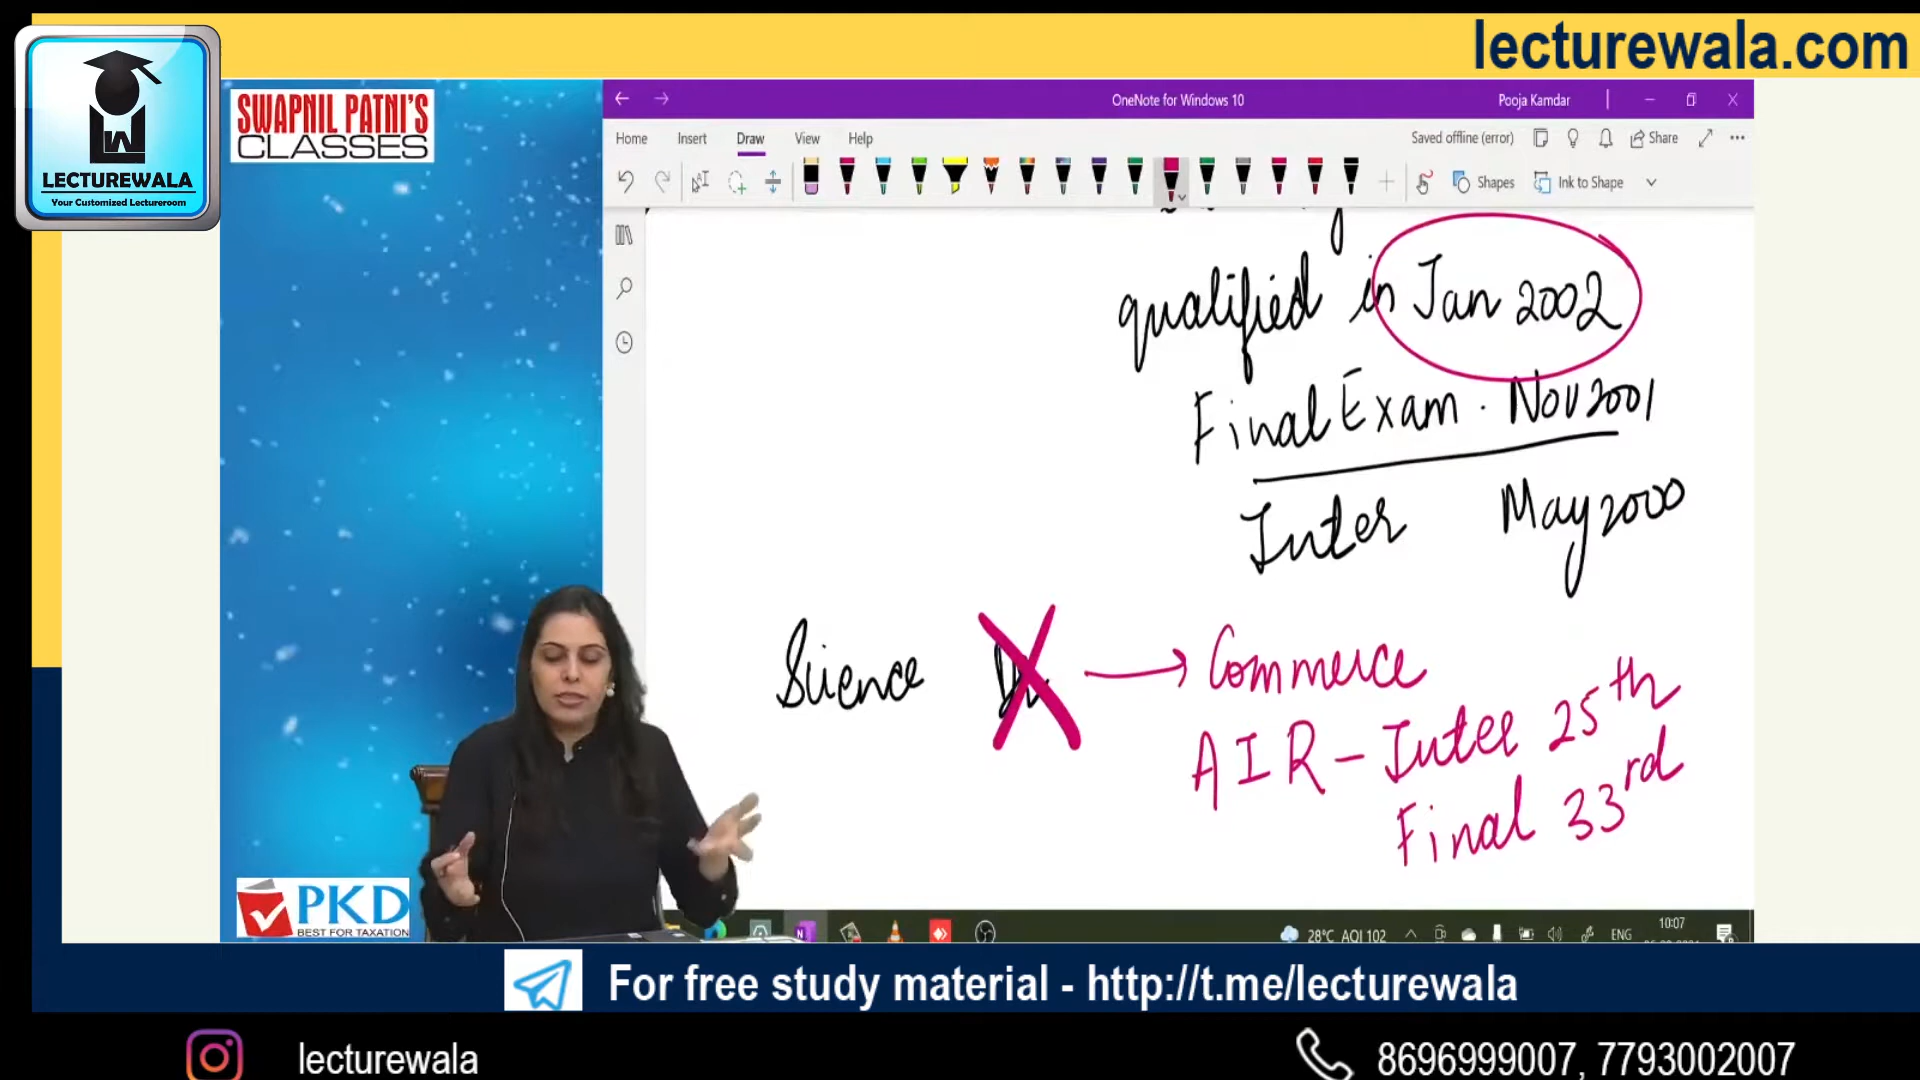 lecturewala.com
LW
LECTUREWALA
Your Customized Lectureroom
SWAPNIL PATNI'S
CLASSES
OneNote for Windows 10
Pooja Kamdar
Home Insert Draw View Help
Saved offline (error)
Share
Shapes
Ink to Shape
qualified in Jan 2002
Final Exam . Nov 2001
Inter May 2000
Science
→ Commerce
AIR - Inter 25th
Final 33rd
PKD
BEST FOR TAXATION
28°C AQI 102
ENG
10:07
For free study material - http://t.me/lecturewala
lecturewala
8696999007, 7793002007